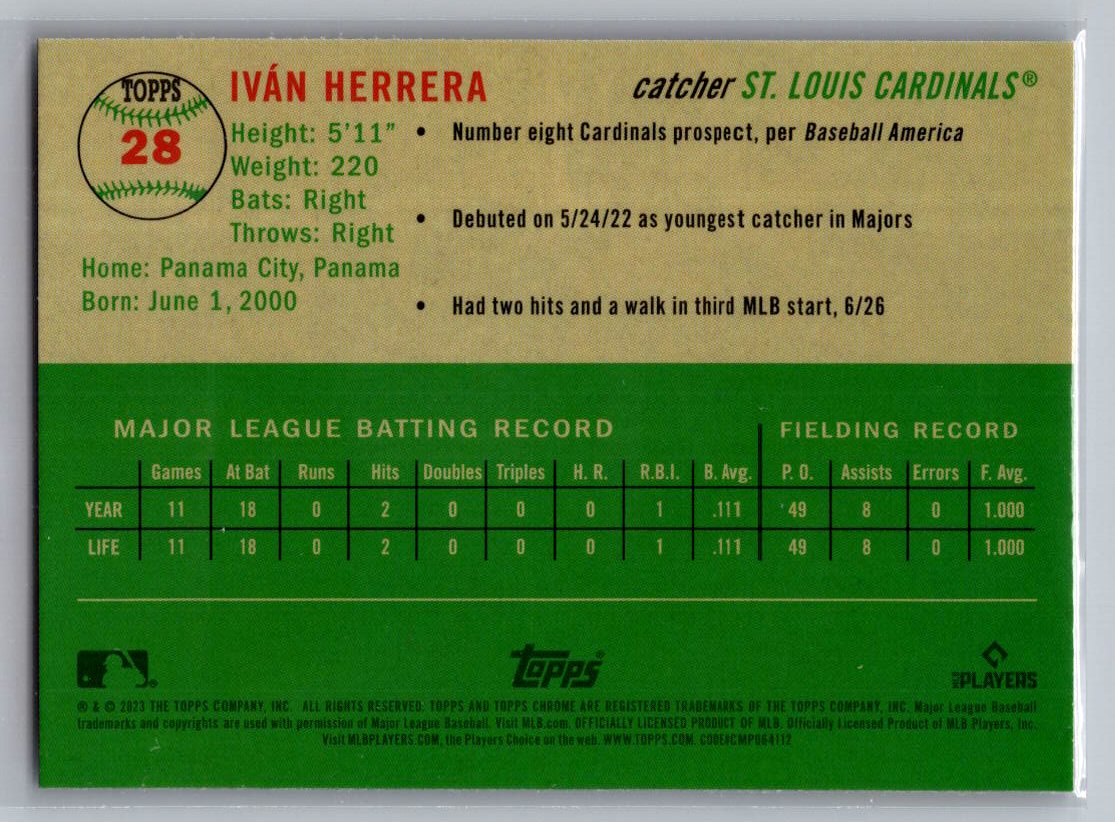 TOPPS
28
IVÁN HERRERA
catcher ST. LOUIS CARDINALS®
Height: 5'11"
Weight: 220
Bats: Right
Throws: Right
Home: Panama City, Panama
Born: June 1, 2000
• Number eight Cardinals prospect, per Baseball America
• Debuted on 5/24/22 as youngest catcher in Majors
• Had two hits and a walk in third MLB start, 6/26
MAJOR LEAGUE BATTING RECORD FIELDING RECORD
Games At Bat Runs Hits Doubles Triples H. R. R.B.I. B. Avg. P. O. Assists Errors F. Avg.
YEAR 11 18 0 2 0 0 0 1 .111 49 8 0 1.000
LIFE 11 18 0 2 0 0 0 1 .111 49 8 0 1.000
Topps®
MLB PLAYERS
® & © 2023 THE TOPPS COMPANY, INC. ALL RIGHTS RESERVED. TOPPS AND TOPPS CHROME ARE REGISTERED TRADEMARKS OF THE TOPPS COMPANY, INC. Major League Baseball
trademarks and copyrights are used with permission of Major League Baseball. Visit MLB.com. OFFICIALLY LICENSED PRODUCT OF MLB. Officially Licensed Product of MLB Players, Inc.
Visit MLBPLAYERS.COM, the Players Choice on the web. WWW.TOPPS.COM. CODE#CMP064112